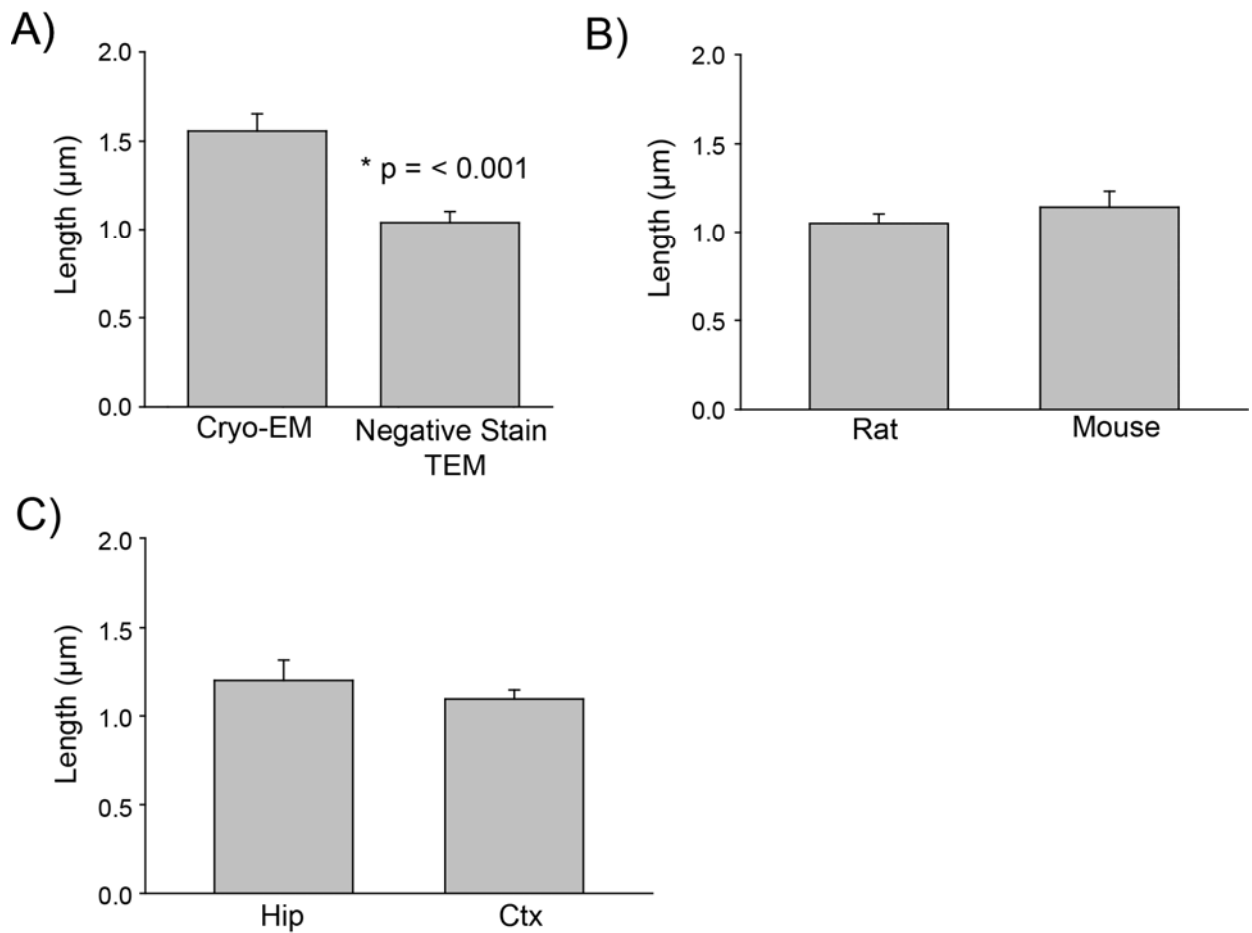 A)
2.0
1.5
1.0
0.5
0.0
Length (µm)
* p = < 0.001
Cryo-EM
Negative Stain
TEM
B)
2.0
1.5
1.0
0.5
0.0
Length (µm)
Rat
Mouse
C)
2.0
1.5
1.0
0.5
0.0
Length (µm)
Hip
Ctx